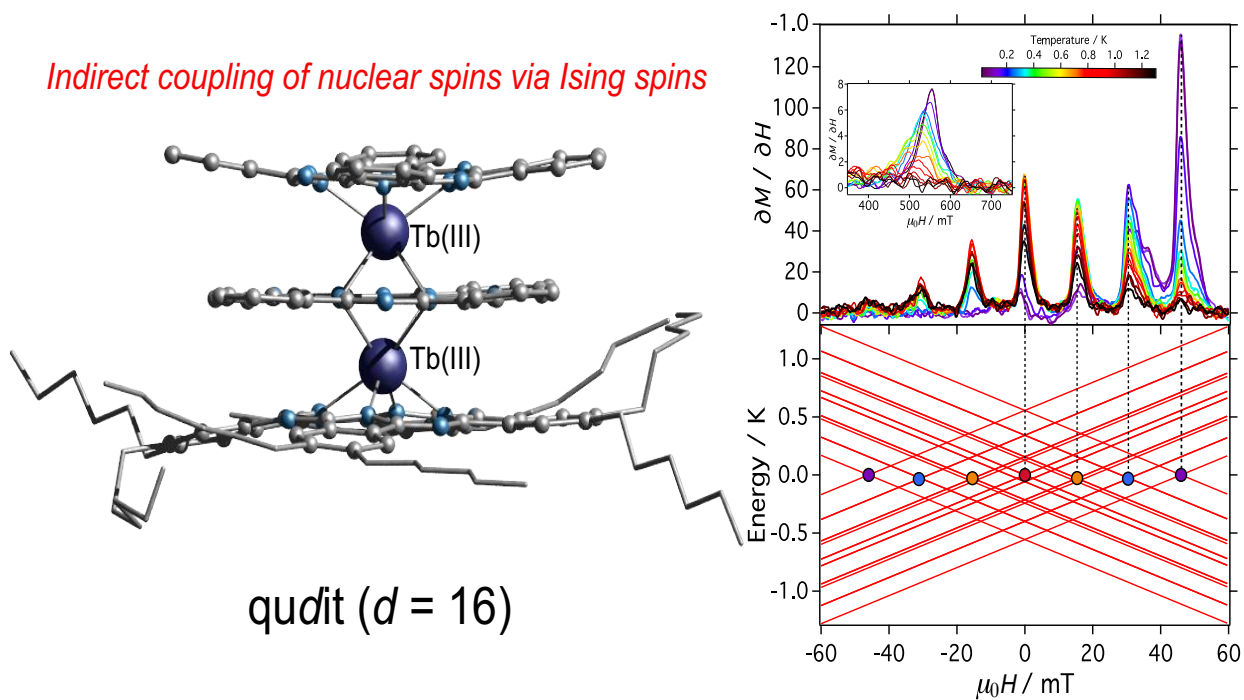 Indirect coupling of nuclear spins via Ising spins
Tb(III)
Tb(III)
qudit (d = 16)
-1.0
120
100
80
60
40
20
0
∂M / ∂H
Temperature / K
0.2 0.4 0.6 0.8 1.0 1.2
8
6
4
2
0
∂M / ∂H
400 500 600 700
μ₀H / mT
1.0
0.5
0.0
-0.5
-1.0
Energy / K
-60 -40 -20 0 20 40 60
μ₀H / mT